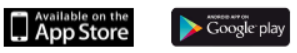 Available on the
App Store
ANDROID APP ON
Google play